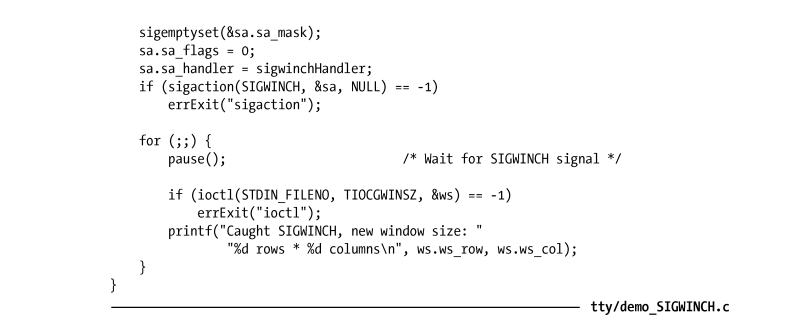 sigemptyset(&sa.sa_mask);
sa.sa_flags = 0;
sa.sa_handler = sigwinchHandler;
if (sigaction(SIGWINCH, &sa, NULL) == -1)
errExit("sigaction");
for (;;) {
pause(); /* Wait for SIGWINCH signal */
if (ioctl(STDIN_FILENO, TIOCGWINSZ, &ws) == -1)
errExit("ioctl");
printf("Caught SIGWINCH, new window size: "
"%d rows * %d columns\n", ws.ws_row, ws.ws_col);
}
}
tty/demo_SIGWINCH.c